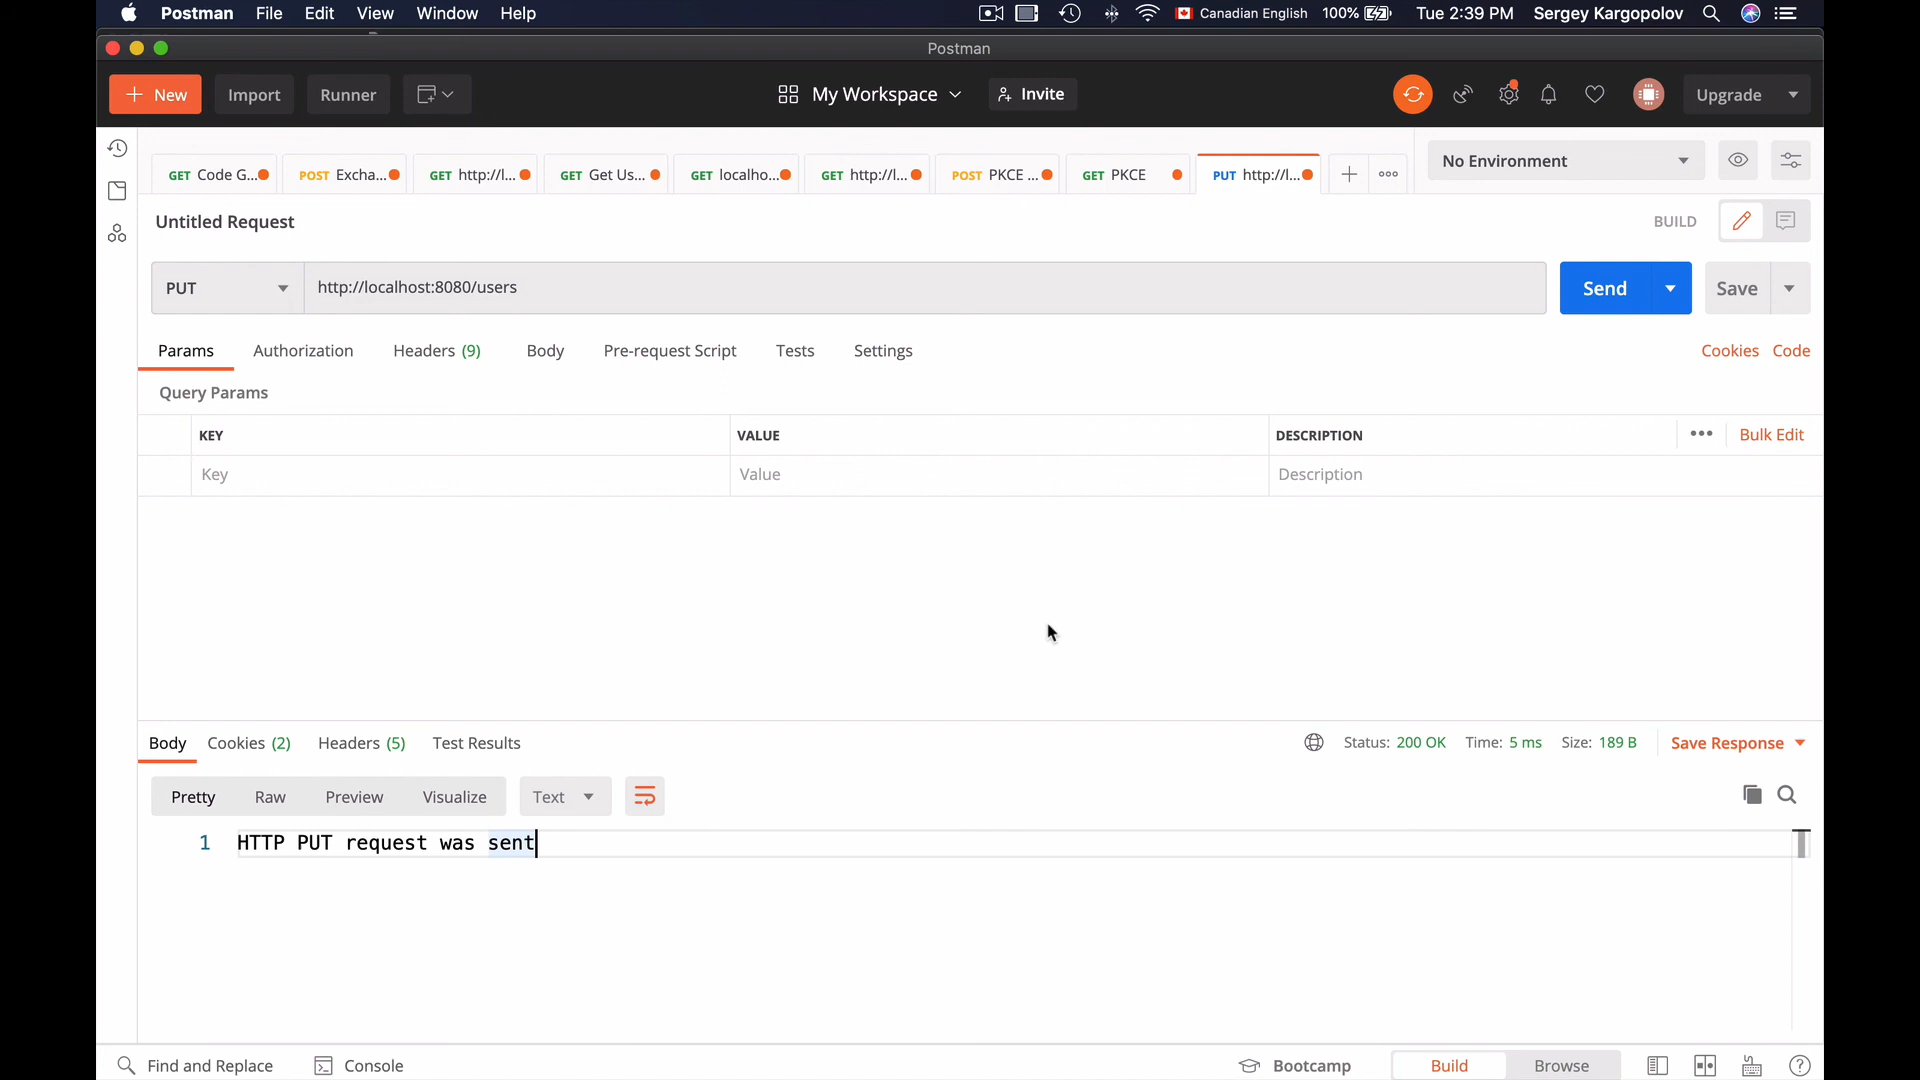 Postman File Edit View Window Help Canadian English 100% Tue 2:39 PM Sergey Kargopolov
Postman
New Import Runner My Workspace Invite Upgrade
GET Code G... POST Excha... GET http://l... GET Get Us... GET localho... GET http://l... POST PKCE ... GET PKCE PUT http://l... No Environment
Untitled Request BUILD
PUT http://localhost:8080/users Send Save
Params Authorization Headers (9) Body Pre-request Script Tests Settings Cookies Code
Query Params
KEY VALUE DESCRIPTION Bulk Edit
Key Value Description
Body Cookies (2) Headers (5) Test Results Status: 200 OK Time: 5 ms Size: 189 B Save Response
Pretty Raw Preview Visualize Text
1 HTTP PUT request was sent
Find and Replace Console Bootcamp Build Browse